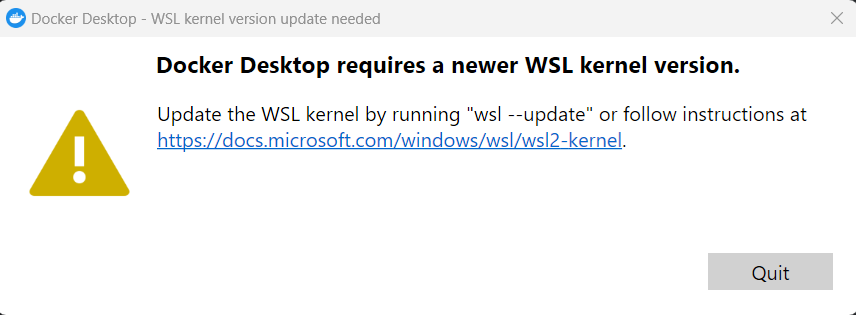 Docker Desktop - WSL kernel version update needed
Docker Desktop requires a newer WSL kernel version.
Update the WSL kernel by running "wsl --update" or follow instructions at
https://docs.microsoft.com/windows/wsl/wsl2-kernel.
Quit